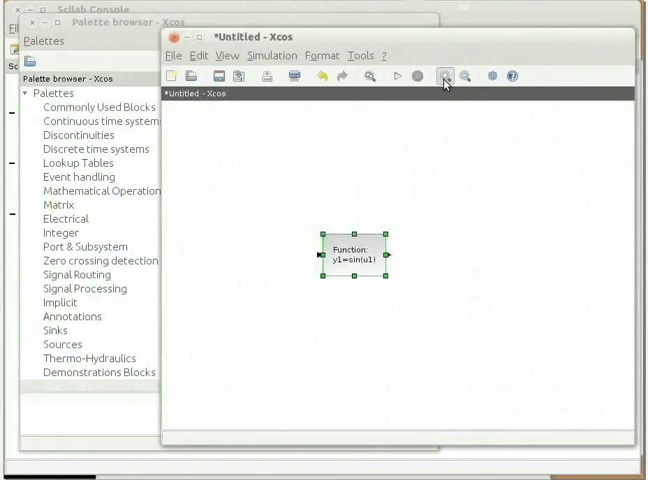 Scilab Console
Palette browser - Xcos
Palettes
Palette browser - Xcos
Palettes
Commonly Used Blocks
Continuous time systems
Discontinuities
Discrete time systems
Lookup Tables
Event handling
Mathematical Operation
Matrix
Electrical
Integer
Port & Subsystem
Zero crossing detection
Signal Routing
Signal Processing
Implicit
Annotations
Sinks
Sources
Thermo-Hydraulics
Demonstrations Blocks
*Untitled - Xcos
File Edit View Simulation Format Tools ?
*Untitled - Xcos
Function:
y1=sin(u1)